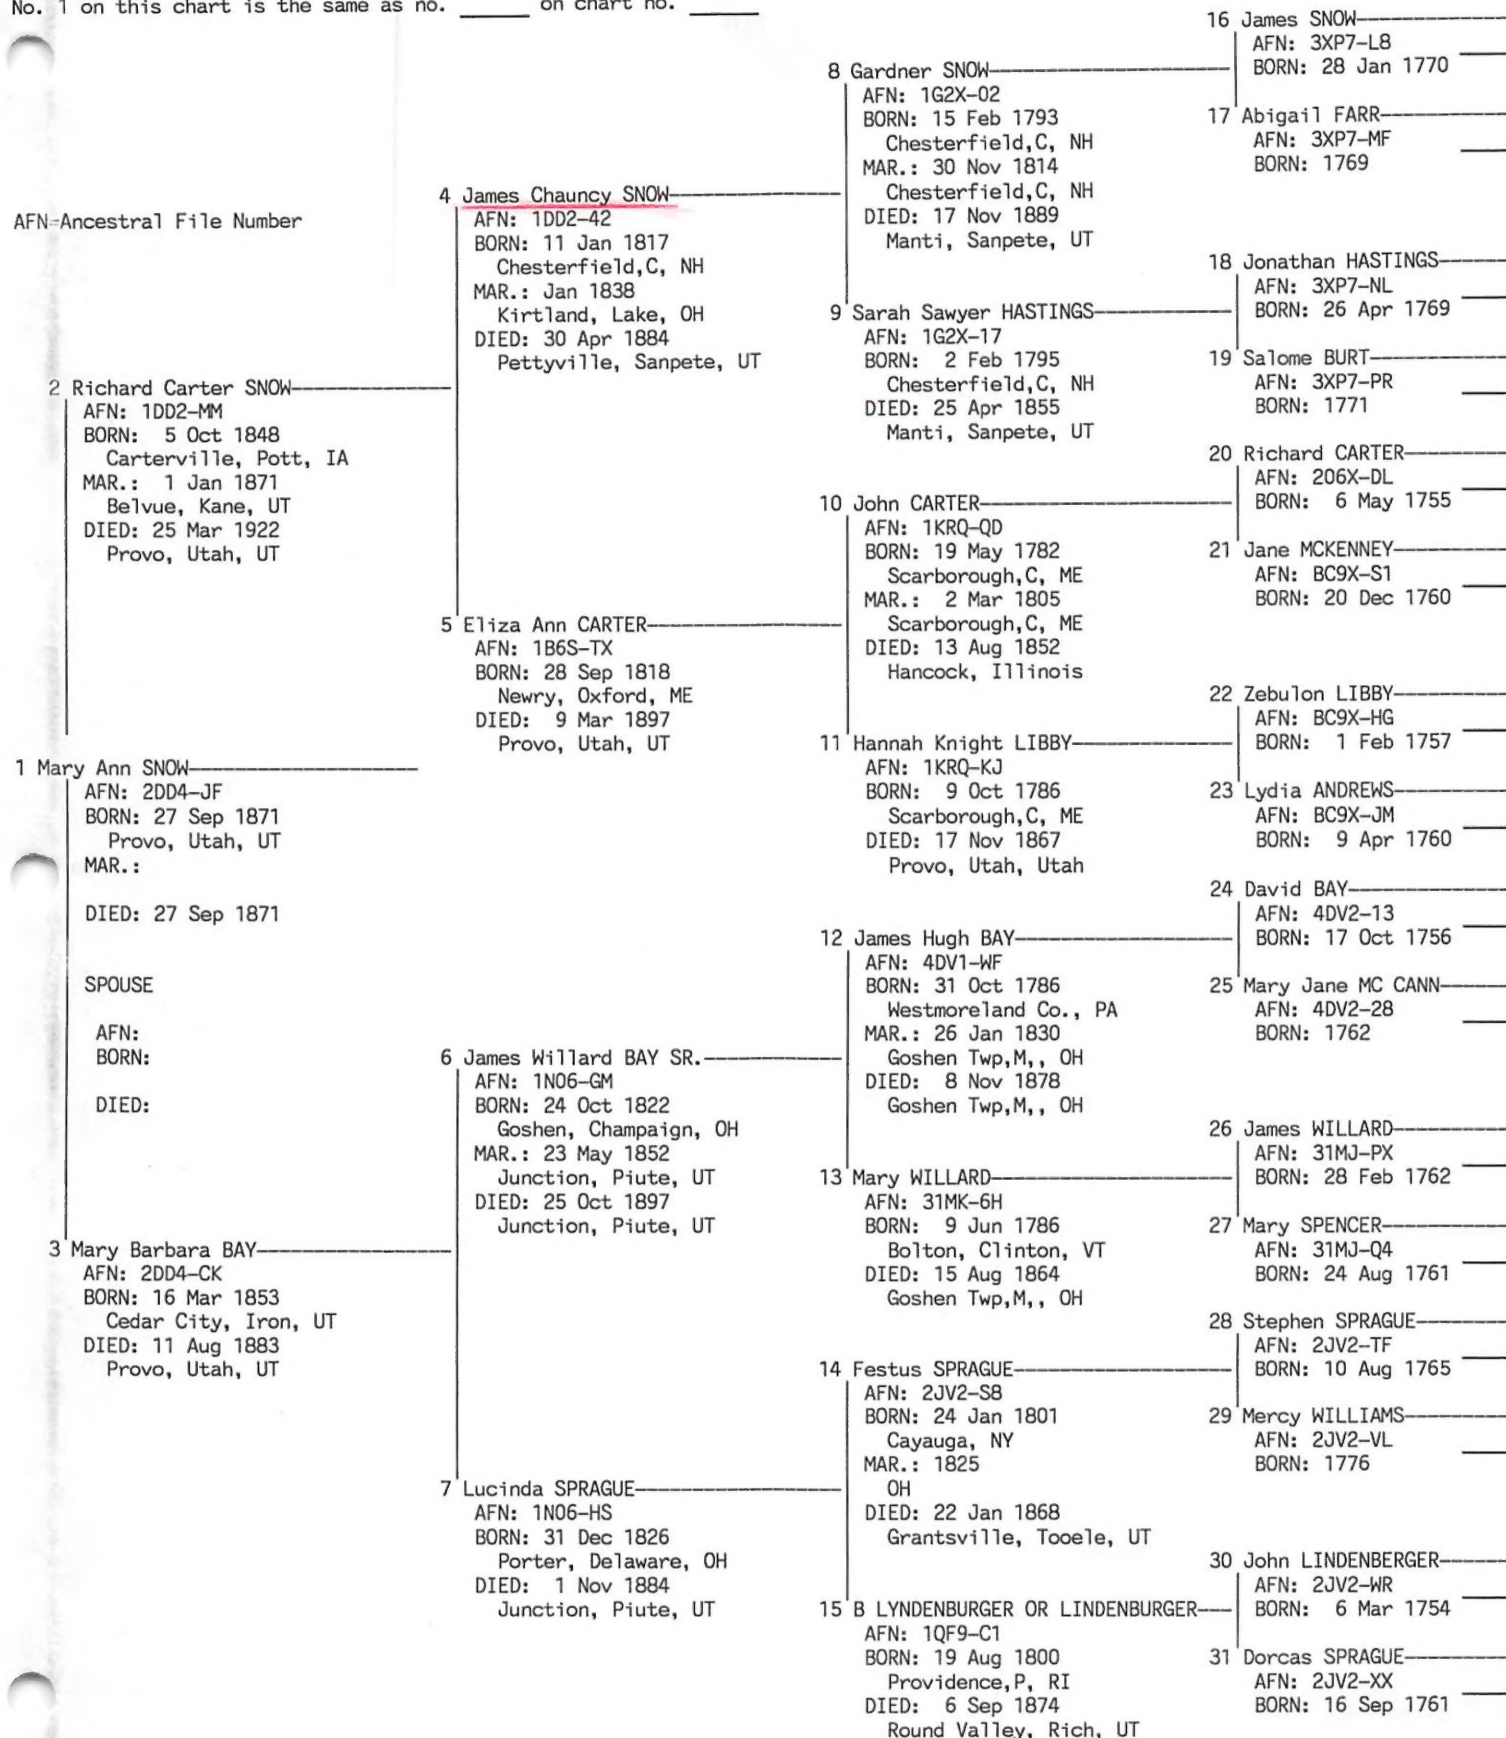 No. 1 on this chart is the same as no. ______ on chart no. ______
AFN=Ancestral File Number
1 Mary Ann SNOW
AFN: 2DD4-JF
BORN: 27 Sep 1871
Provo, Utah, UT
MAR.:
DIED: 27 Sep 1871
SPOUSE
AFN:
BORN:
DIED:
2 Richard Carter SNOW
AFN: 1DD2-MM
BORN: 5 Oct 1848
Carterville, Pott, IA
MAR.: 1 Jan 1871
Belvue, Kane, UT
DIED: 25 Mar 1922
Provo, Utah, UT
3 Mary Barbara BAY
AFN: 2DD4-CK
BORN: 16 Mar 1853
Cedar City, Iron, UT
DIED: 11 Aug 1883
Provo, Utah, UT
4 James Chauncy SNOW
AFN: 1DD2-42
BORN: 11 Jan 1817
Chesterfield,C, NH
MAR.: Jan 1838
Kirtland, Lake, OH
DIED: 30 Apr 1884
Pettyville, Sanpete, UT
5 Eliza Ann CARTER
AFN: 1B6S-TX
BORN: 28 Sep 1818
Newry, Oxford, ME
DIED: 9 Mar 1897
Provo, Utah, UT
6 James Willard BAY SR.
AFN: 1N06-GM
BORN: 24 Oct 1822
Goshen, Champaign, OH
MAR.: 23 May 1852
Junction, Piute, UT
DIED: 25 Oct 1897
Junction, Piute, UT
7 Lucinda SPRAGUE
AFN: 1N06-HS
BORN: 31 Dec 1826
Porter, Delaware, OH
DIED: 1 Nov 1884
Junction, Piute, UT
8 Gardner SNOW
AFN: 1G2X-02
BORN: 15 Feb 1793
Chesterfield,C, NH
MAR.: 30 Nov 1814
Chesterfield,C, NH
DIED: 17 Nov 1889
Manti, Sanpete, UT
9 Sarah Sawyer HASTINGS
AFN: 1G2X-17
BORN: 2 Feb 1795
Chesterfield,C, NH
DIED: 25 Apr 1855
Manti, Sanpete, UT
10 John CARTER
AFN: 1KRQ-QD
BORN: 19 May 1782
Scarborough,C, ME
MAR.: 2 Mar 1805
Scarborough,C, ME
DIED: 13 Aug 1852
Hancock, Illinois
11 Hannah Knight LIBBY
AFN: 1KRQ-KJ
BORN: 9 Oct 1786
Scarborough,C, ME
DIED: 17 Nov 1867
Provo, Utah, Utah
12 James Hugh BAY
AFN: 4DV1-WF
BORN: 31 Oct 1786
Westmoreland Co., PA
MAR.: 26 Jan 1830
Goshen Twp,M,, OH
DIED: 8 Nov 1878
Goshen Twp,M,, OH
13 Mary WILLARD
AFN: 31MK-6H
BORN: 9 Jun 1786
Bolton, Clinton, VT
DIED: 15 Aug 1864
Goshen Twp,M,, OH
14 Festus SPRAGUE
AFN: 2JV2-S8
BORN: 24 Jan 1801
Cayauga, NY
MAR.: 1825
OH
DIED: 22 Jan 1868
Grantsville, Tooele, UT
15 B LYNDENBURGER OR LINDENBURGER
AFN: 1QF9-C1
BORN: 19 Aug 1800
Providence,P, RI
DIED: 6 Sep 1874
Round Valley, Rich, UT
16 James SNOW
AFN: 3XP7-L8
BORN: 28 Jan 1770
17 Abigail FARR
AFN: 3XP7-MF
BORN: 1769
18 Jonathan HASTINGS
AFN: 3XP7-NL
BORN: 26 Apr 1769
19 Salome BURT
AFN: 3XP7-PR
BORN: 1771
20 Richard CARTER
AFN: 206X-DL
BORN: 6 May 1755
21 Jane MCKENNEY
AFN: BC9X-S1
BORN: 20 Dec 1760
22 Zebulon LIBBY
AFN: BC9X-HG
BORN: 1 Feb 1757
23 Lydia ANDREWS
AFN: BC9X-JM
BORN: 9 Apr 1760
24 David BAY
AFN: 4DV2-13
BORN: 17 Oct 1756
25 Mary Jane MC CANN
AFN: 4DV2-28
BORN: 1762
26 James WILLARD
AFN: 31MJ-PX
BORN: 28 Feb 1762
27 Mary SPENCER
AFN: 31MJ-Q4
BORN: 24 Aug 1761
28 Stephen SPRAGUE
AFN: 2JV2-TF
BORN: 10 Aug 1765
29 Mercy WILLIAMS
AFN: 2JV2-VL
BORN: 1776
30 John LINDENBERGER
AFN: 2JV2-WR
BORN: 6 Mar 1754
31 Dorcas SPRAGUE
AFN: 2JV2-XX
BORN: 16 Sep 1761